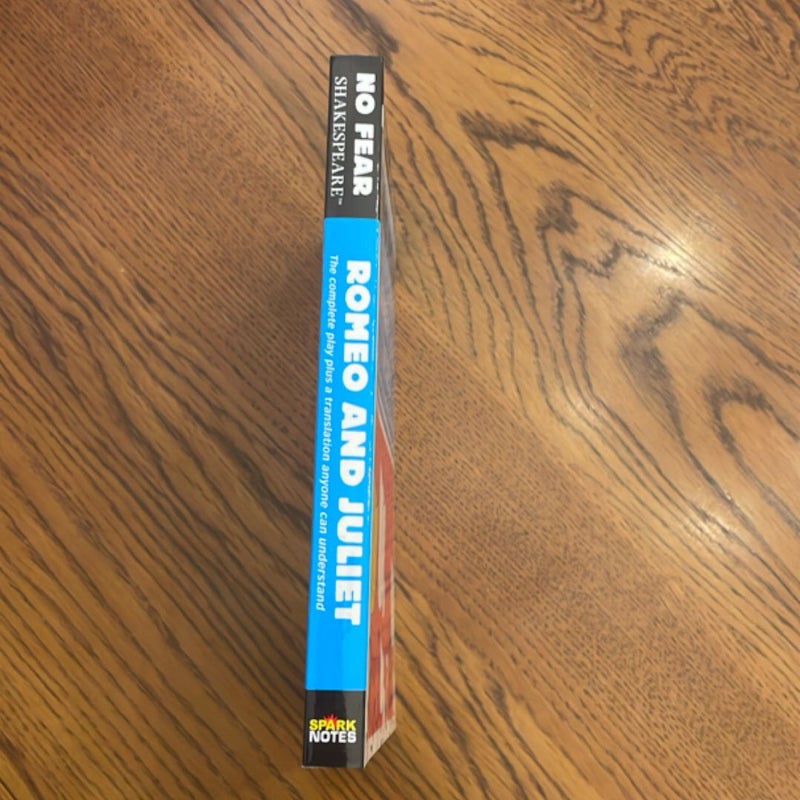 NO FEAR
SHAKESPEARE™
ROMEO AND JULIET
The complete play plus a translation anyone can understand
SPARK
NOTES